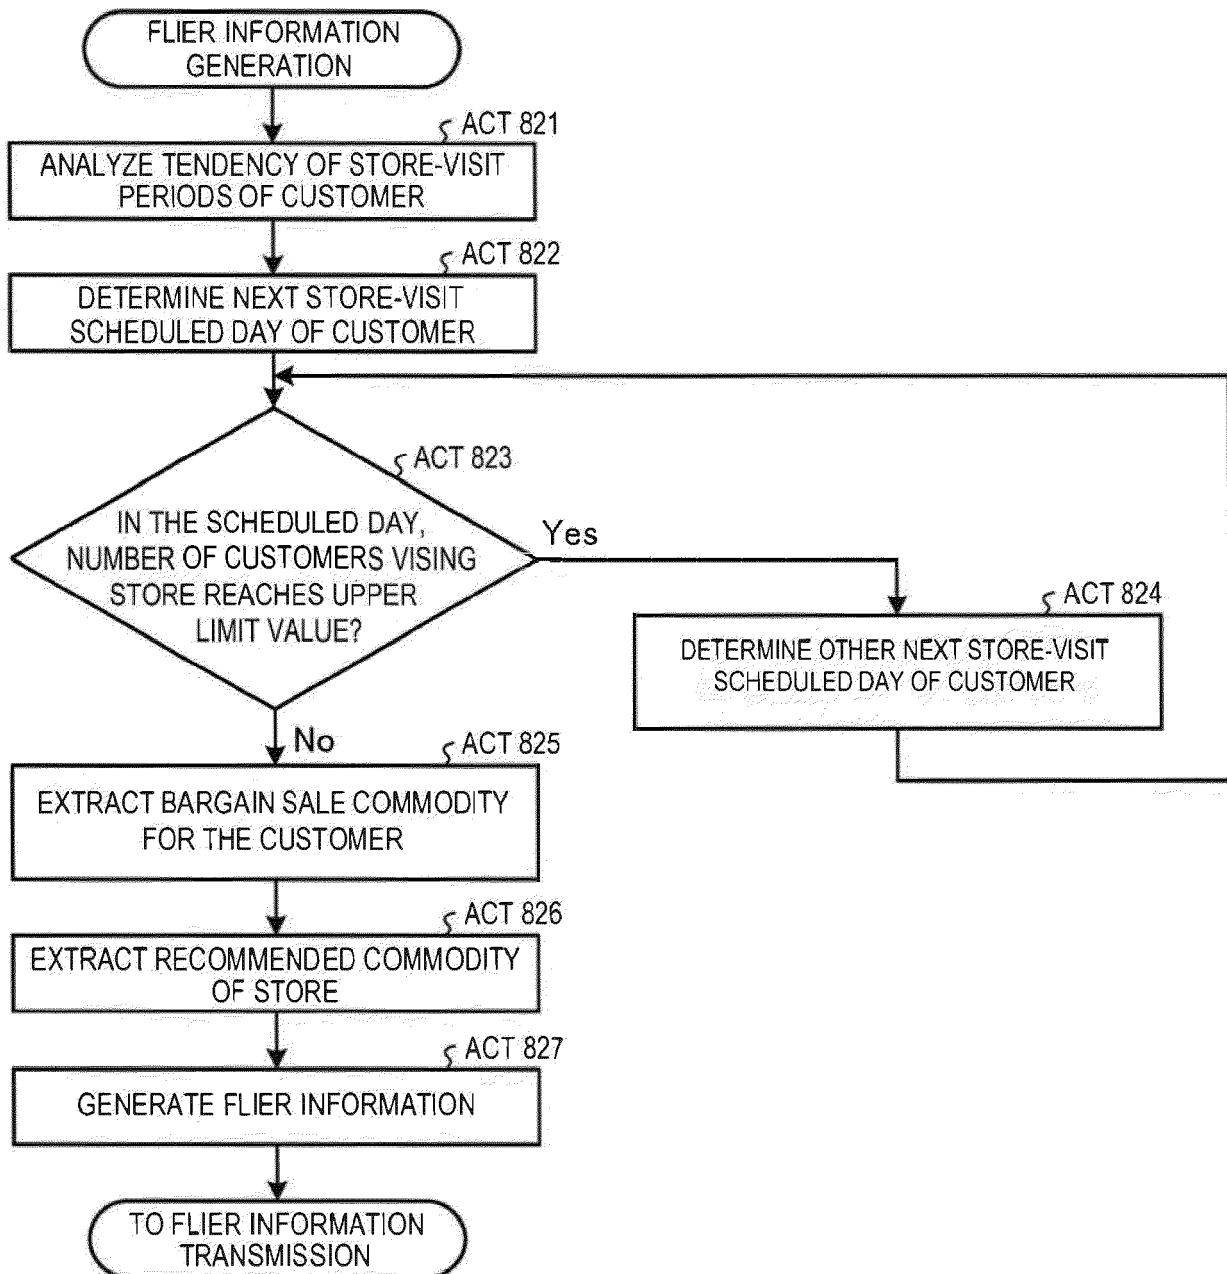 FLIER INFORMATION
GENERATION
ACT 821
ANALYZE TENDENCY OF STORE-VISIT
PERIODS OF CUSTOMER
ACT 822
DETERMINE NEXT STORE-VISIT
SCHEDULED DAY OF CUSTOMER
ACT 823
IN THE SCHEDULED DAY,
NUMBER OF CUSTOMERS VISING
STORE REACHES UPPER
LIMIT VALUE?
Yes
ACT 824
DETERMINE OTHER NEXT STORE-VISIT
SCHEDULED DAY OF CUSTOMER
No
ACT 825
EXTRACT BARGAIN SALE COMMODITY
FOR THE CUSTOMER
ACT 826
EXTRACT RECOMMENDED COMMODITY
OF STORE
ACT 827
GENERATE FLIER INFORMATION
TO FLIER INFORMATION
TRANSMISSION